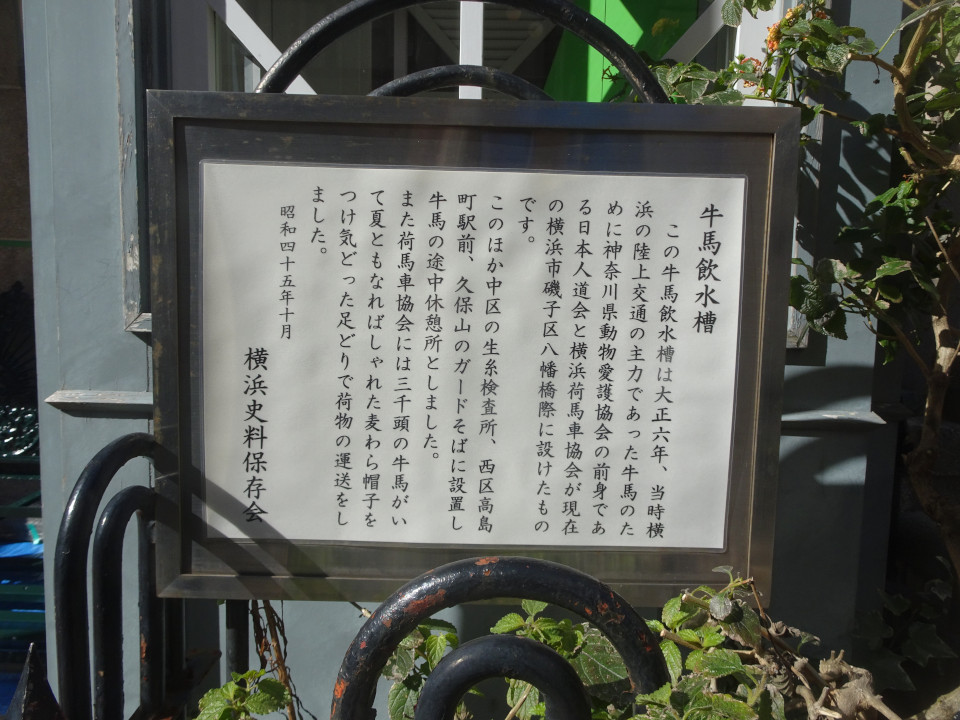 牛馬飲水槽
この牛馬飲水槽は大正六年、当時横
浜の陸上交通の主力であった牛馬のた
めに神奈川県動物愛護協会の前身であ
る日本人道会と横浜荷馬車協会が現在
の横浜市磯子区八幡橋際に設けたもの
です。
このほか中区の生糸検査所、西区高島
町駅前、久保山のガードそばに設置し
牛馬の途中休憩所としました。
また荷馬車協会には三千頭の牛馬がい
て夏ともなればしゃれた麦わら帽子を
つけ気どった足どりで荷物の運送をし
ました。
昭和四十五年十月
横浜史料保存会